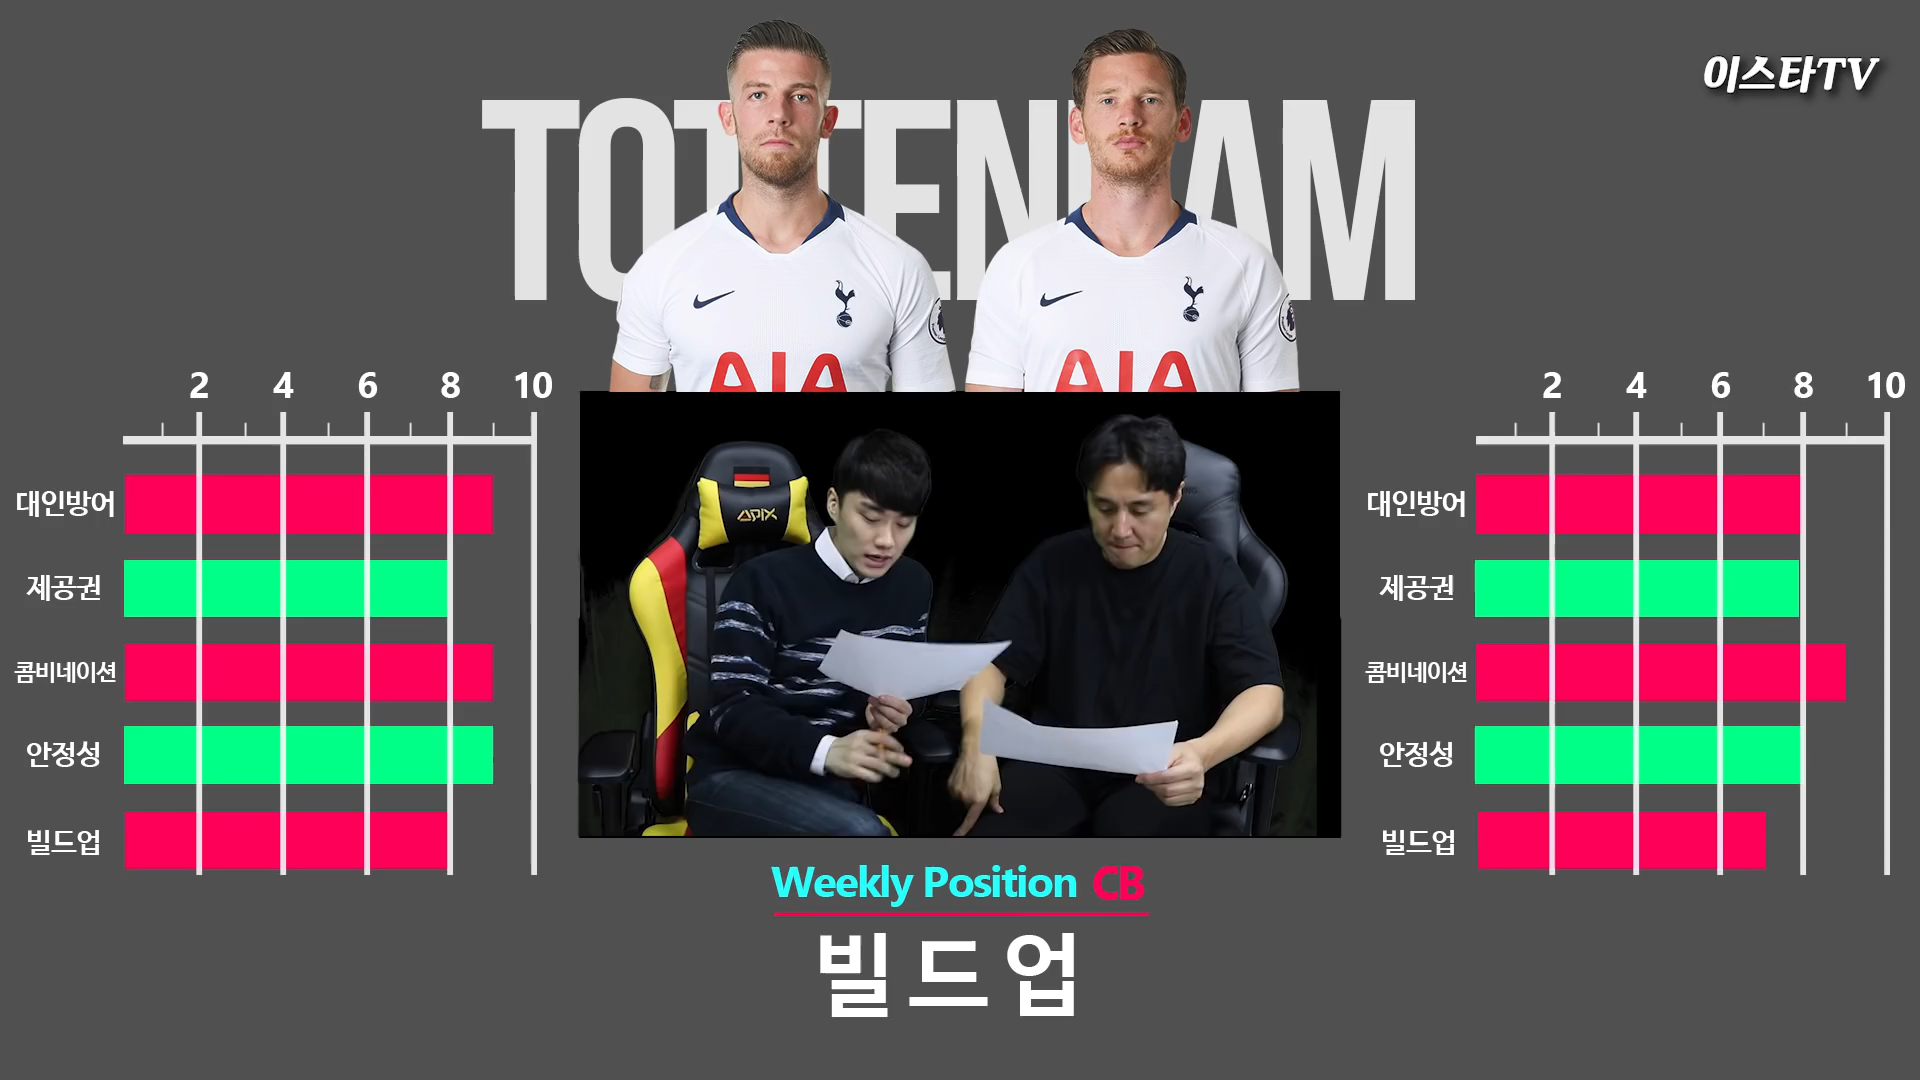 이스타TV
TOTTENHAM
AIA
AIA
2 4 6 8 10
대인방어
제공권
콤비네이션
안정성
빌드업
2 4 6 8 10
대인방어
제공권
콤비네이션
안정성
빌드업
APIX
Weekly Position CB
빌드업